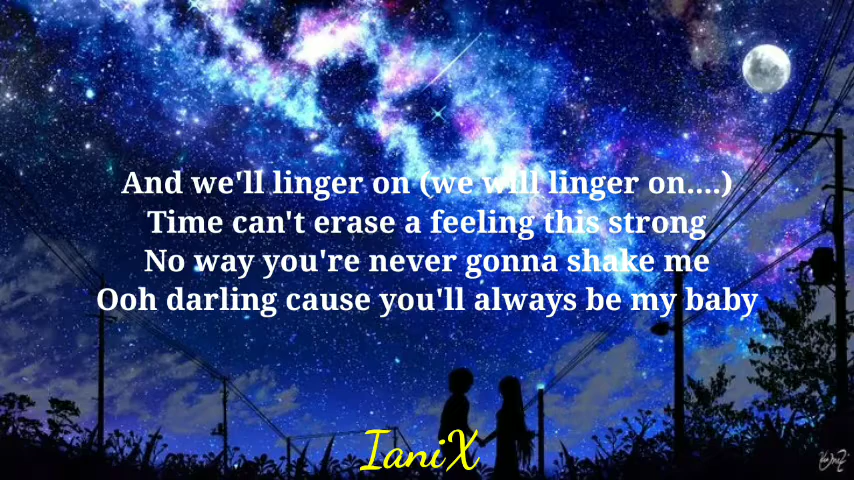 And we'll linger on (we will linger on....)
Time can't erase a feeling this strong
No way you're never gonna shake me
Ooh darling cause you'll always be my baby
IaniX